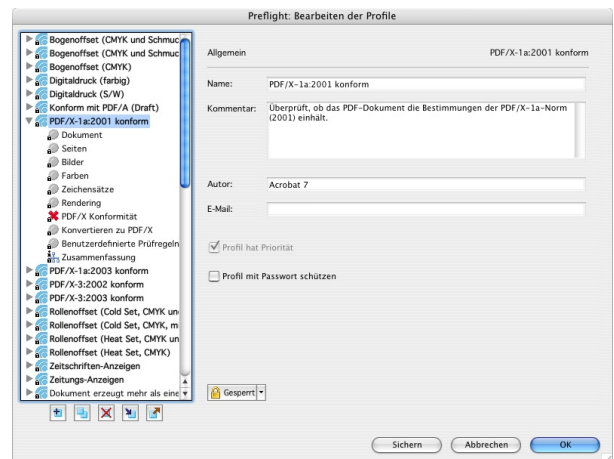 Preflight: Bearbeiten der Profile
Bogenoffset (CMYK und Schmuc
Bogenoffset (CMYK und Schmuc
Bogenoffset (CMYK)
Digitaldruck (farbig)
Digitaldruck (S/W)
Konform mit PDF/A (Draft)
PDF/X-1a:2001 konform
Dokument
Seiten
Bilder
Farben
Zeichensätze
Rendering
PDF/X Konformität
Konvertieren zu PDF/X
Benutzerdefinierte Prüfregeln
Zusammenfassung
PDF/X-1a:2003 konform
PDF/X-3:2002 konform
PDF/X-3:2003 konform
Rollenoffset (Cold Set, CMYK un
Rollenoffset (Cold Set, CMYK, m
Rollenoffset (Heat Set, CMYK un
Rollenoffset (Heat Set, CMYK)
Zeitschriften-Anzeigen
Zeitungs-Anzeigen
Dokument erzeugt mehr als eine
Allgemein PDF/X-1a:2001 konform
Name: PDF/X-1a:2001 konform
Kommentar: Überprüft, ob das PDF-Dokument die Bestimmungen der PDF/X-1a-Norm
(2001) einhält.
Autor: Acrobat 7
E-Mail:
Profil hat Priorität
Profil mit Passwort schützen
Gesperrt
Sichern Abbrechen OK